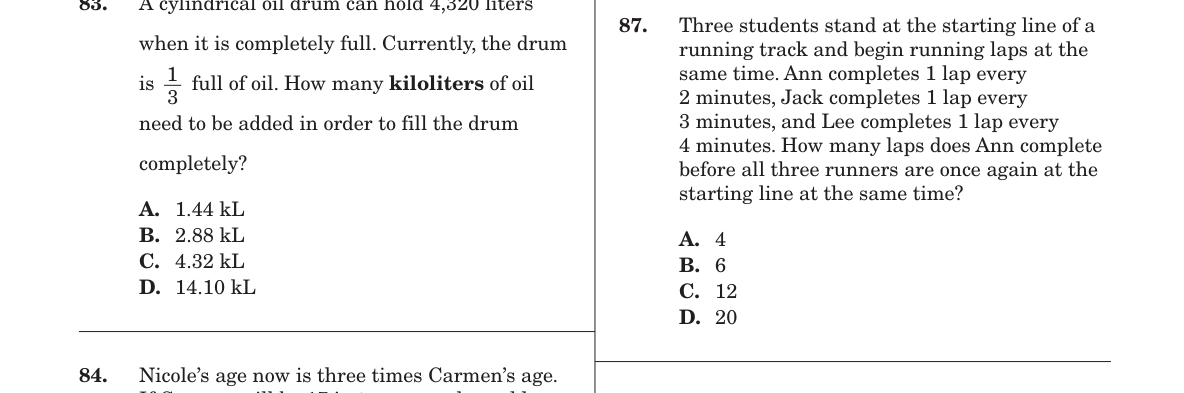 83. A cylindrical oil drum can hold 4,320 liters
when it is completely full. Currently, the drum
is 1/3 full of oil. How many kiloliters of oil
need to be added in order to fill the drum
completely?
A. 1.44 kL
B. 2.88 kL
C. 4.32 kL
D. 14.10 kL
84. Nicole’s age now is three times Carmen’s age.
87. Three students stand at the starting line of a
running track and begin running laps at the
same time. Ann completes 1 lap every
2 minutes, Jack completes 1 lap every
3 minutes, and Lee completes 1 lap every
4 minutes. How many laps does Ann complete
before all three runners are once again at the
starting line at the same time?
A. 4
B. 6
C. 12
D. 20